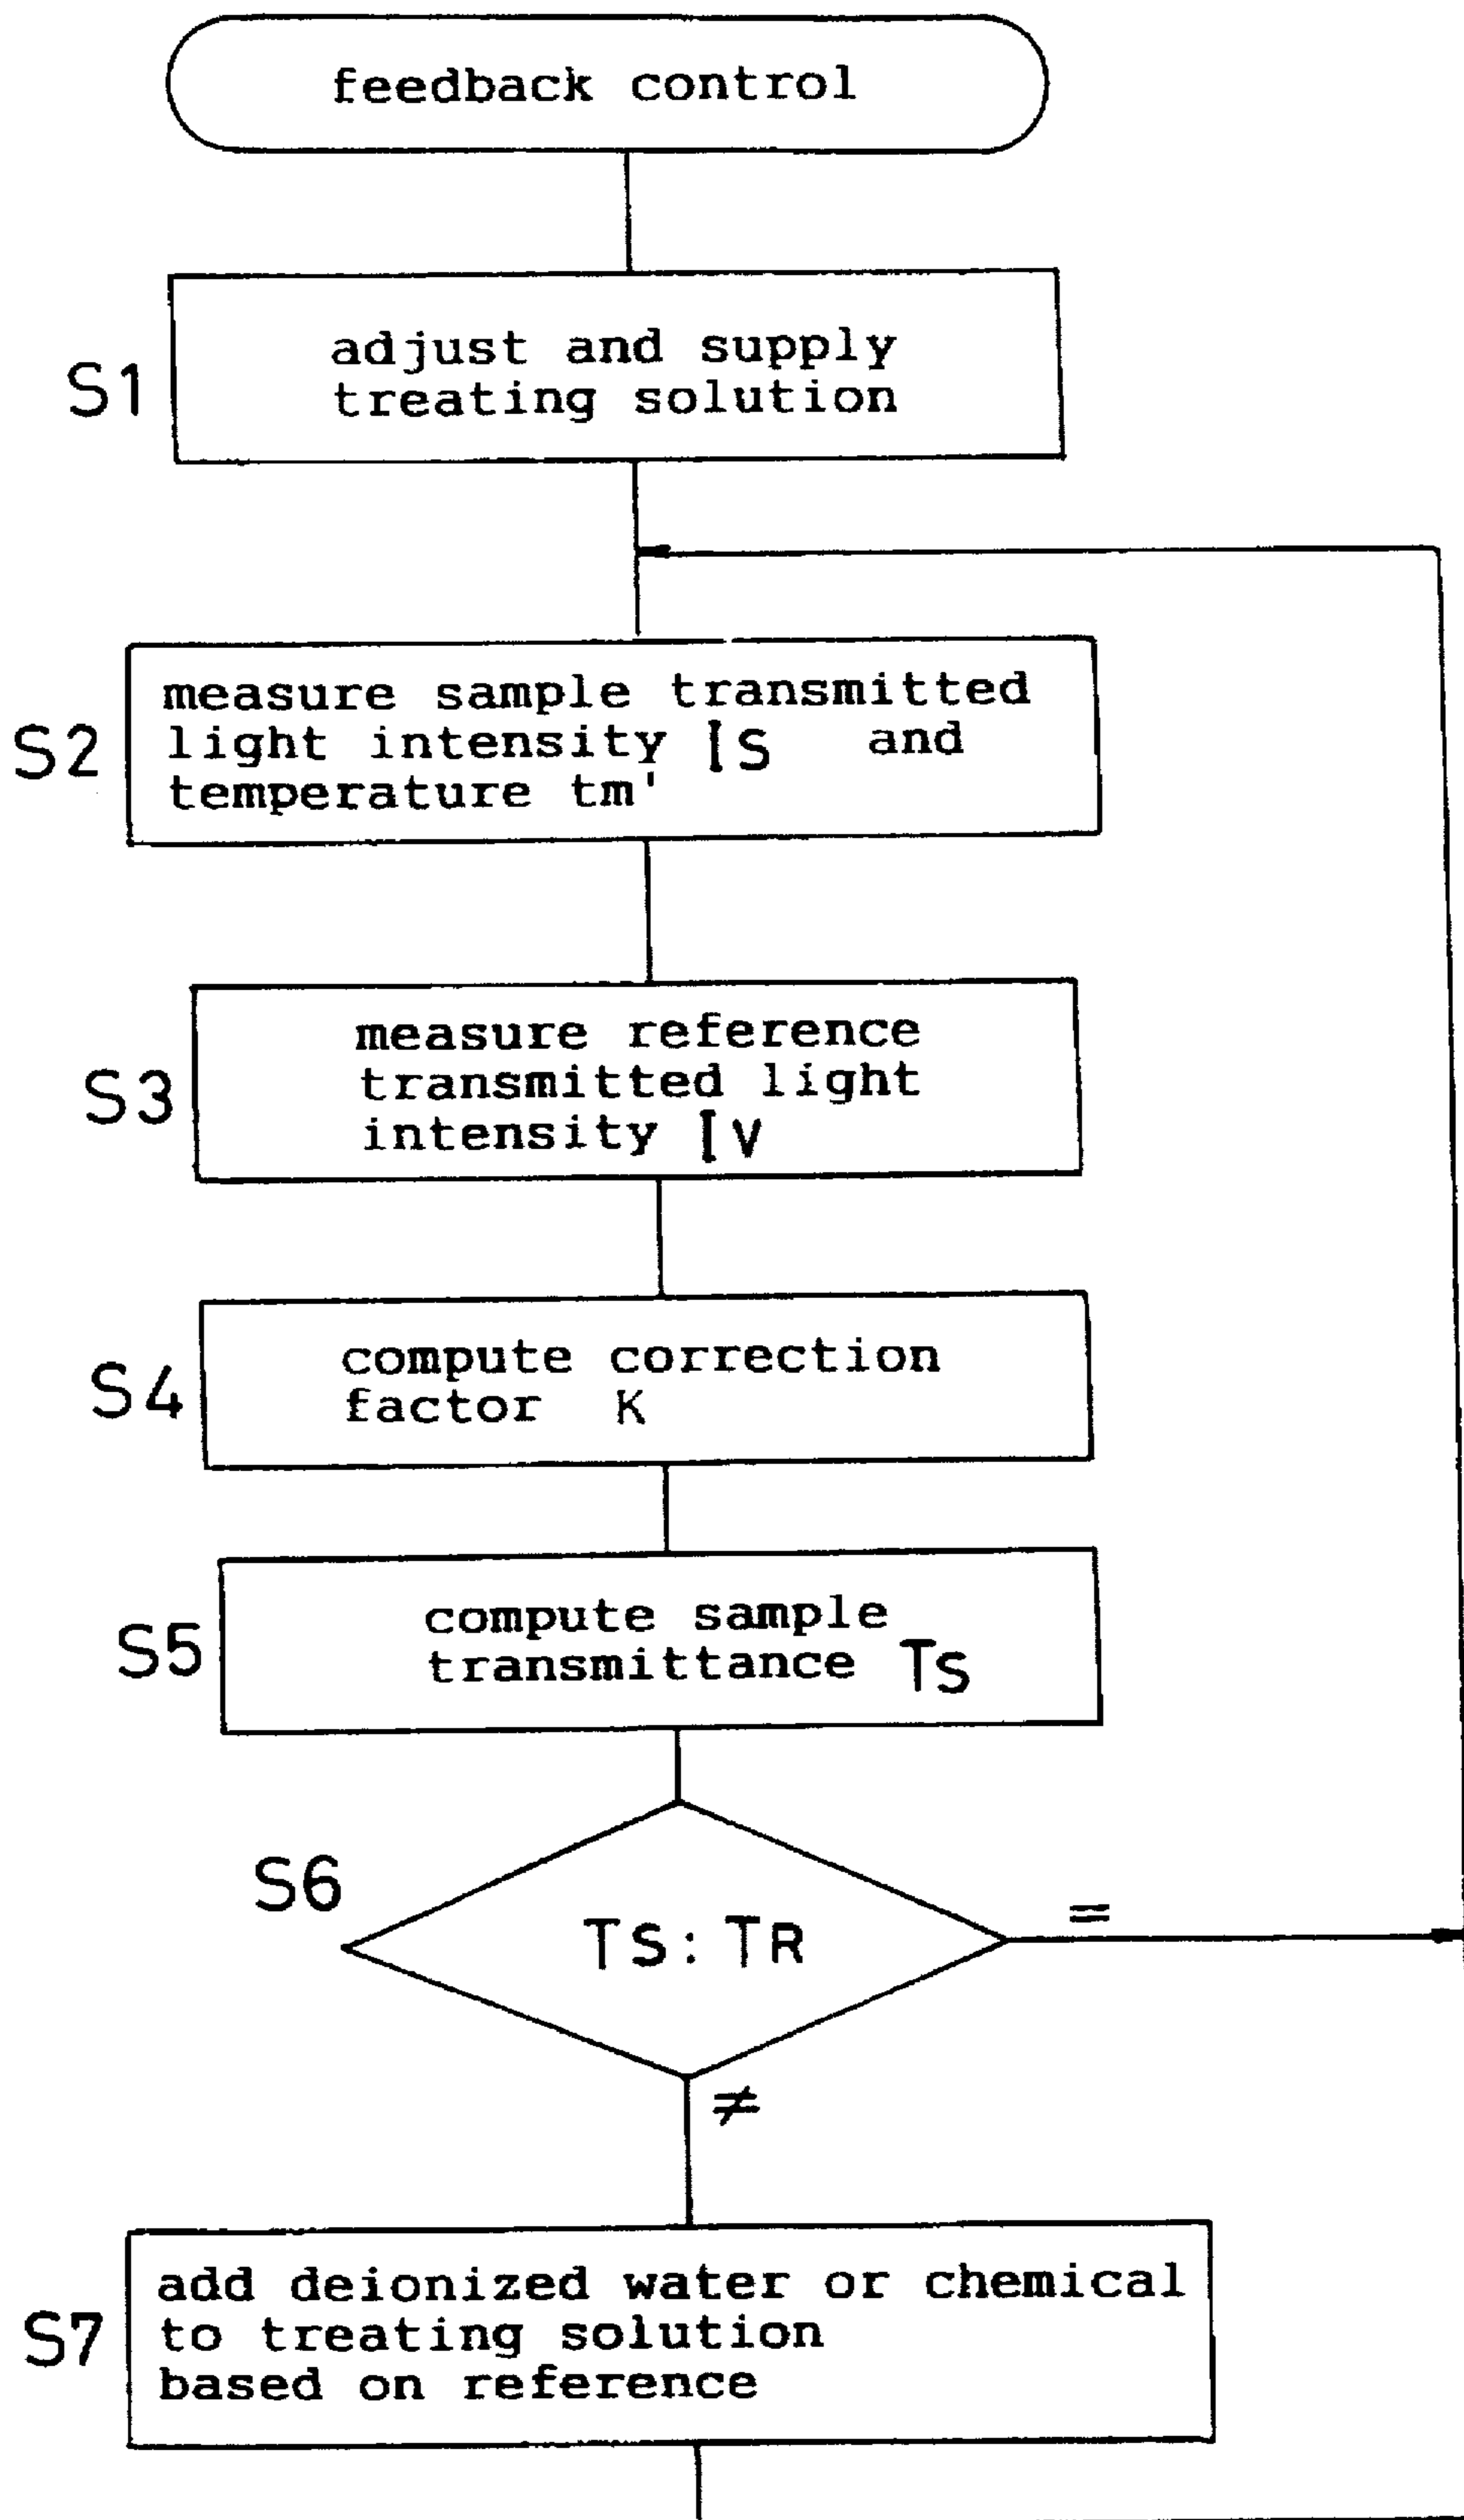 feedback control
S1
adjust and supply
treating solution
S2
measure sample transmitted
light intensity IS and
temperature tm'
S3
measure reference
transmitted light
intensity IV
S4
compute correction
factor K
S5
compute sample
transmittance TS
S6
TS:TR
=
≠
S7
add deionized water or chemical
to treating solution
based on reference